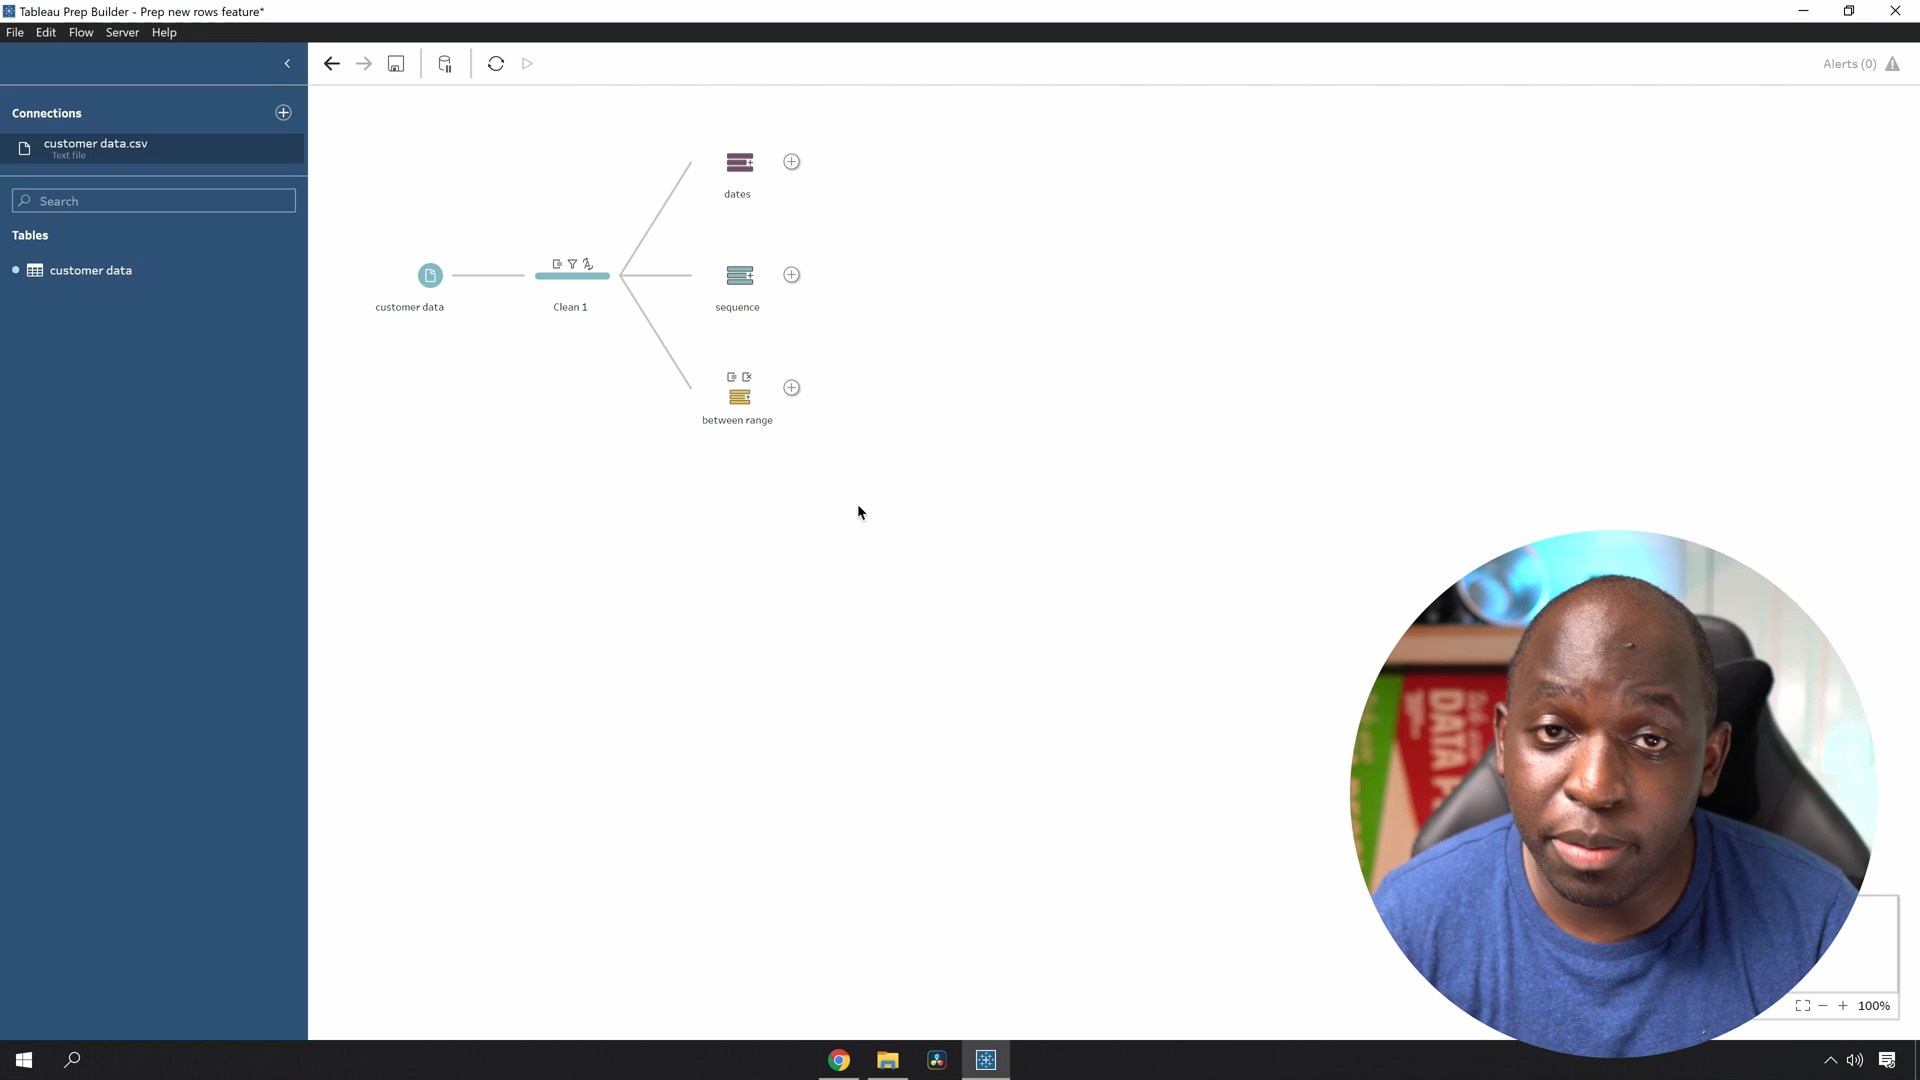 Tableau Prep Builder - Prep new rows feature*
File Edit Flow Server Help
Alerts (0)
Connections
customer data.csv
Text file
Search
Tables
customer data
customer data
Clean 1
dates
sequence
between range
DATA
100%